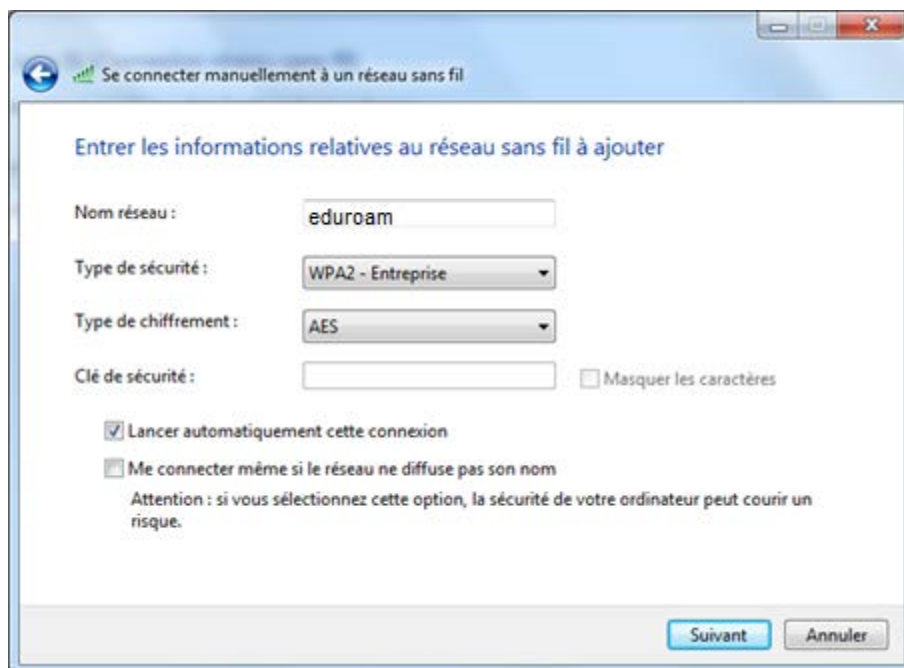 Se connecter manuellement à un réseau sans fil
Entrer les informations relatives au réseau sans fil à ajouter
Nom réseau : eduroam
Type de sécurité : WPA2 - Entreprise
Type de chiffrement : AES
Clé de sécurité : Masquer les caractères
Lancer automatiquement cette connexion
Me connecter même si le réseau ne diffuse pas son nom
Attention : si vous sélectionnez cette option, la sécurité de votre ordinateur peut courir un
risque.
Suivant Annuler